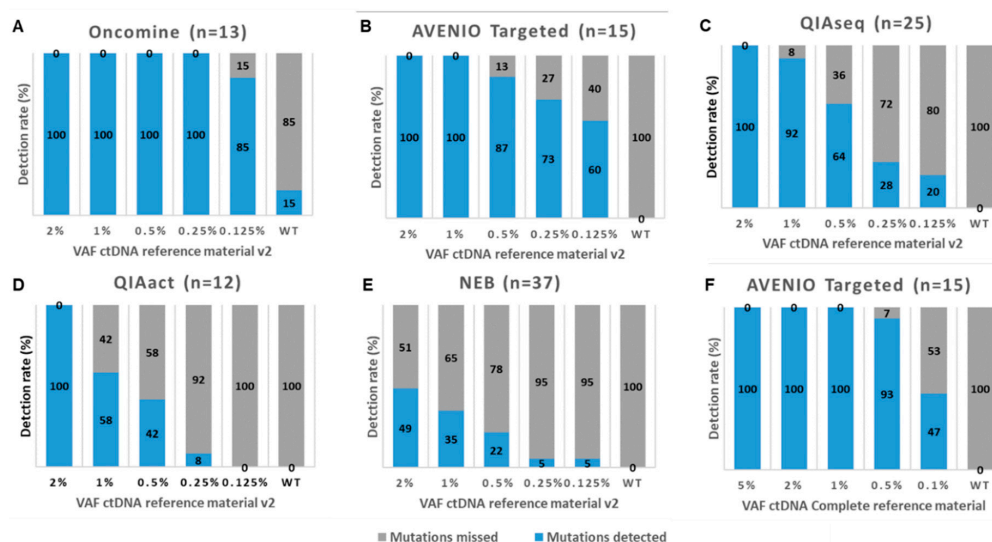 A
Oncomine (n=13)
Detction rate (%)
0 0 0 0
15
85
100 100 100 100
85
15
2% 1% 0.5% 0.25% 0.125% WT
VAF ctDNA reference material v2
B
AVENIO Targeted (n=15)
Detction rate (%)
0 0
13
27
40
100 100
87
73
60
100
0
2% 1% 0.5% 0.25% 0.125% WT
VAF ctDNA reference material v2
C
QIAseq (n=25)
Detction rate (%)
0
8
36
72
80
100
100
92
64
28
20
0
2% 1% 0.5% 0.25% 0.125% WT
VAF ctDNA reference material v2
D
QIAact (n=12)
Detction rate (%)
0
42
58
92
100 100
100
58
42
8
0 0
2% 1% 0.5% 0.25% 0.125% WT
VAF ctDNA reference material v2
E
NEB (n=37)
Detction rate (%)
51
65
78
95 95
100
49
35
22
5 5
0
2% 1% 0.5% 0.25% 0.125% WT
VAF ctDNA reference material v2
F
AVENIO Targeted (n=15)
Detction rate (%)
0 0 0
7
53
100 100 100
93
47
100
0
5% 2% 1% 0.5% 0.1% WT
VAF ctDNA Complete reference material
Mutations missed Mutations detected